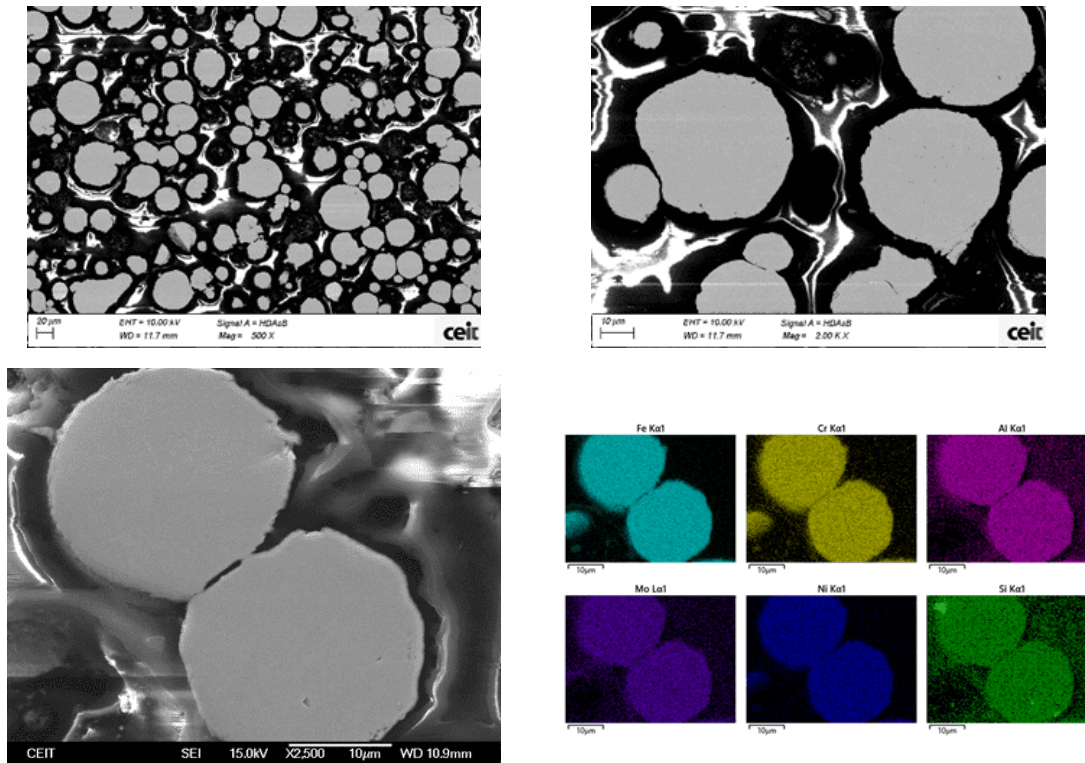 20 µm
EHT = 10.00 kV
Signal A = HDAsB
WD = 11.7 mm
Mag = 500 X
ceit
10 µm
EHT = 10.00 kV
Signal A = HDAsB
WD = 11.7 mm
Mag = 2.00 K X
ceit
CEIT SEI 15.0kV X2,500 10µm WD 10.9mm
Fe Kα1
Cr Kα1
Al Kα1
10µm
10µm
10µm
Mo Lα1
Ni Kα1
Si Kα1
10µm
10µm
10µm